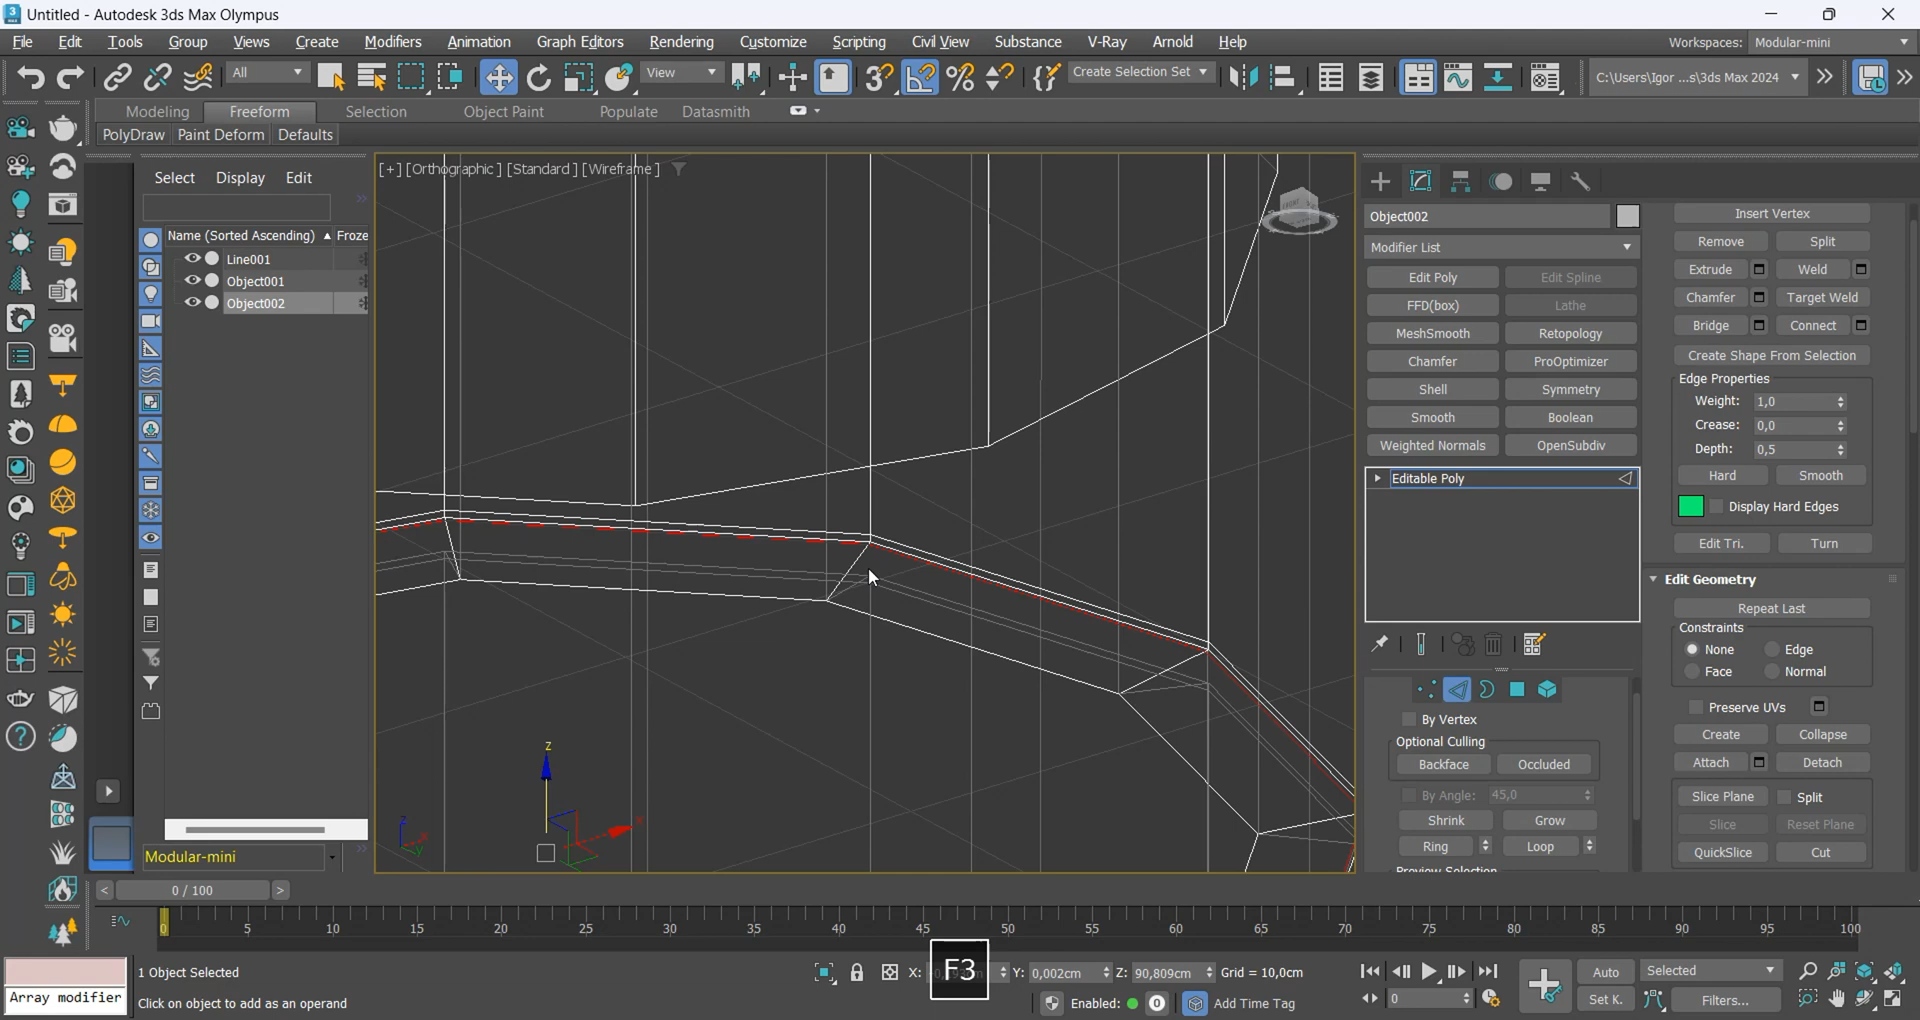 Untitled - Autodesk 3ds Max Olympus
File Edit Tools Group Views Create Modifiers Animation Graph Editors Rendering Customize Scripting Civil View Substance V-Ray Arnold Help Workspaces: Modular-mini
All View Create Selection Set C:\Users\Igor ...s\3ds Max 2024
Modeling Freeform Selection Object Paint Populate Datasmith
PolyDraw Paint Deform Defaults
Select Display Edit
[+] [Orthographic ] [Standard ] [Wireframe ]
Name (Sorted Ascending) Froze
Line001
Object001
Object002
Modular-mini
Object002
Modifier List
Edit Poly Edit Spline
FFD(box) Lathe
MeshSmooth Retopology
Chamfer ProOptimizer
Shell Symmetry
Smooth Boolean
Weighted Normals OpenSubdiv
Editable Poly
By Vertex
Optional Culling
Backface Occluded
By Angle: 45,0
Shrink Grow
Ring Loop
Preview Selection
Insert Vertex
Remove Split
Extrude Weld
Chamfer Target Weld
Bridge Connect
Create Shape From Selection
Edge Properties
Weight: 1,0
Crease: 0,0
Depth: 0,5
Hard Smooth
Display Hard Edges
Edit Tri. Turn
Edit Geometry
Repeat Last
Constraints
None Edge
Face Normal
Preserve UVs
Create Collapse
Attach Detach
Slice Plane Split
Slice Reset Plane
QuickSlice Cut
0 / 100
0 5 10 15 20 25 30 35 40 45 50 55 60 65 70 75 80 85 90 95 100
F3
Array modifier
1 Object Selected
Click on object to add as an operand
X: Y: 0,002cm Z: 90,809cm Grid = 10,0cm
Enabled: 0 Add Time Tag
0
Auto Selected
Set K. Filters...